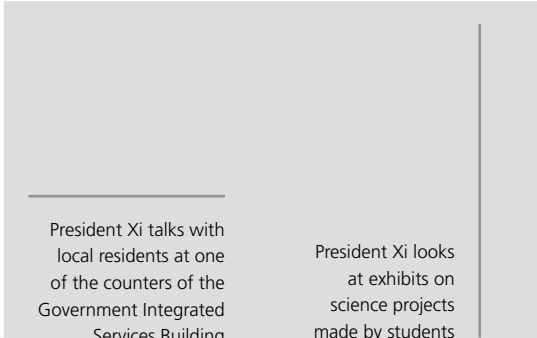 President Xi talks with
local residents at one
of the counters of the
Government Integrated
Services Building
President Xi looks
at exhibits on
science projects
made by students